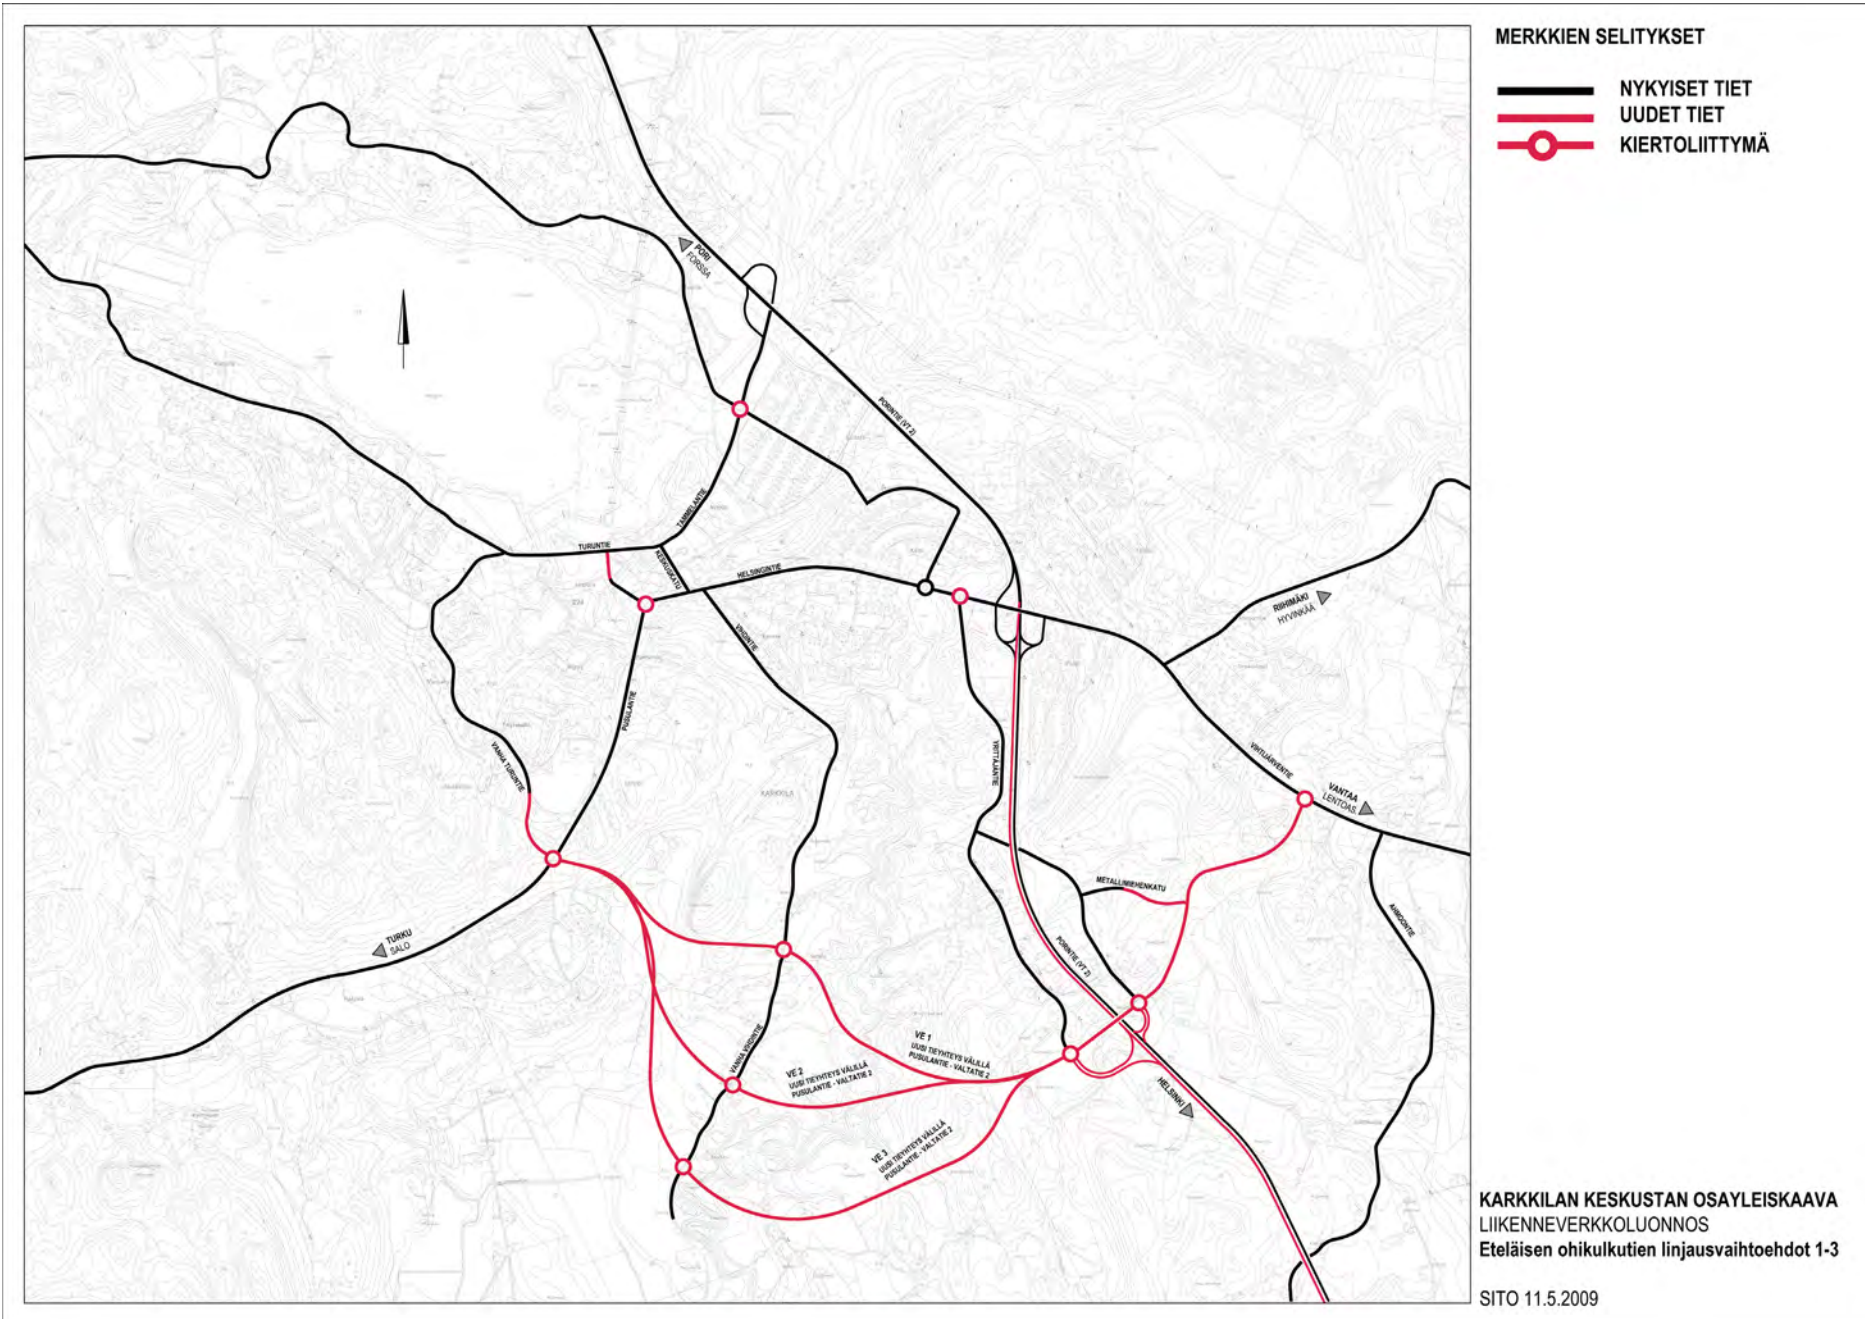 MERKKIEN SELITYKSET
NYKYISET TIET
UUDET TIET
KIERTOLIITTYMÄ
PORI
FORSSA
PORINTIE (VT 2)
TAMMELANTIE
TURUNTIE
KESKUSKATU
HELSINGINTIE
VIHDINTIE
RIIHIMÄKI
HYVINKÄÄ
PUSULANTIE
VANHA TURUNTIE
YRITTÄJÄNTIE
VIHTIJÄRVENTIE
VANTAA
LENTOAS.
KARKKILA
METALLIMIEHENKATU
AHMOONTIE
TURKU
SALO
PORINTIE (VT 2)
VANHA VIHDINTIE
VE 1
UUSI TIEYHTEYS VÄLILLÄ
PUSULANTIE - VALTATIE 2
VE 2
UUSI TIEYHTEYS VÄLILLÄ
PUSULANTIE - VALTATIE 2
HELSINKI
VE 3
UUSI TIEYHTEYS VÄLILLÄ
PUSULANTIE - VALTATIE 2
KARKKILAN KESKUSTAN OSAYLEISKAAVA
LIIKENNEVERKKOLUONNOS
Eteläisen ohikulkutien linjausvaihtoehdot 1-3
SITO 11.5.2009